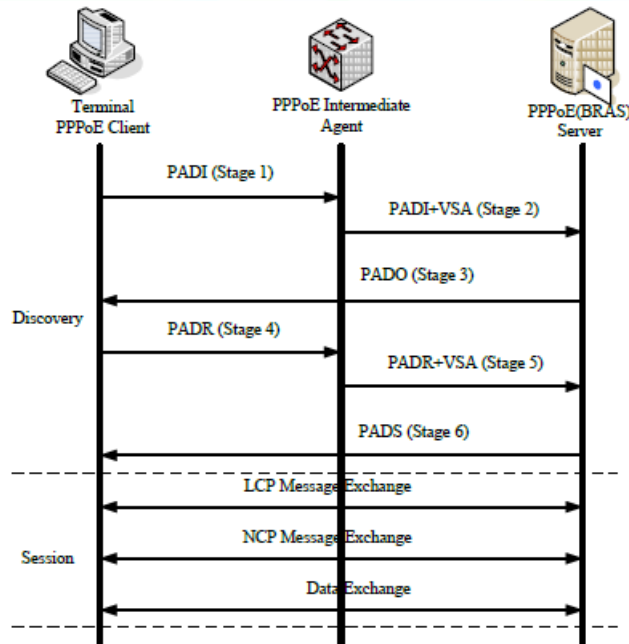 Terminal
PPPoE Client
PPPoE Intermediate
Agent
PPPoE(BRAS)
Server
PADI (Stage 1)
PADI+VSA (Stage 2)
PADO (Stage 3)
Discovery
PADR (Stage 4)
PADR+VSA (Stage 5)
PADS (Stage 6)
LCP Message Exchange
NCP Message Exchange
Session
Data Exchange